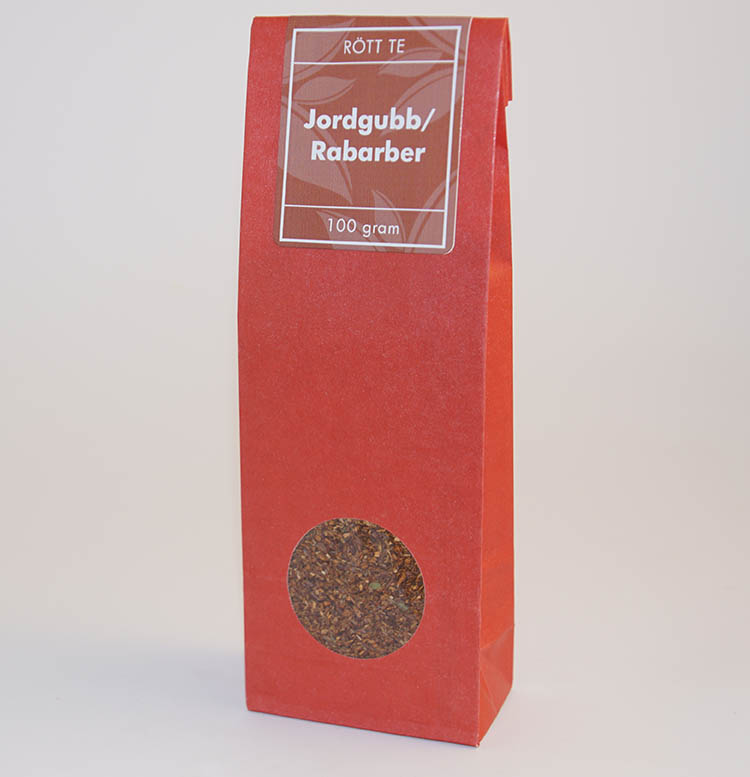 RÖTT TE
Jordgubb/
Rabarber
100 gram